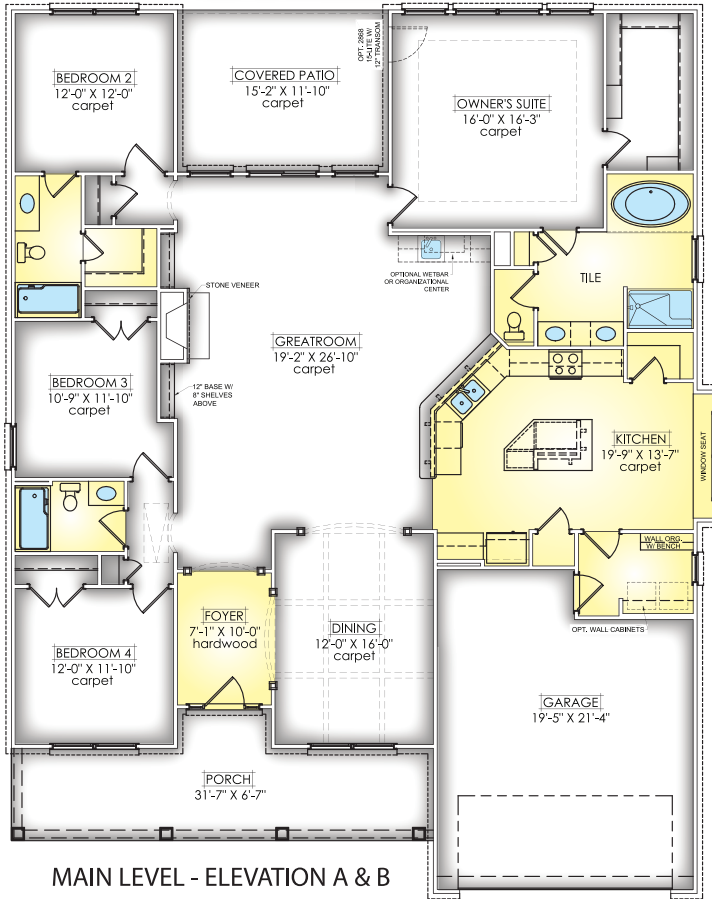 BEDROOM 2
12'-0" X 12'-0"
carpet
COVERED PATIO
15'-2" X 11'-10"
carpet
OPT. 2868
15-LITE W/
12" TRANSOM
OWNER'S SUITE
16'-0" X 16'-3"
carpet
TILE
OPTIONAL WETBAR
OR ORGANIZATIONAL
CENTER
STONE VENEER
GREATROOM
19'-2" X 26'-10"
carpet
BEDROOM 3
10'-9" X 11'-10"
carpet
12" BASE W/
8" SHELVES
ABOVE
KITCHEN
19'-9" X 13'-7"
carpet
WINDOW SEAT
WALL ORG.
W/ BENCH
OPT. WALL CABINETS
FOYER
7'-1" X 10'-0"
hardwood
DINING
12'-0" X 16'-0"
carpet
BEDROOM 4
12'-0" X 11'-10"
carpet
GARAGE
19'-5" X 21'-4"
PORCH
31'-7" X 6'-7"
MAIN LEVEL - ELEVATION A & B